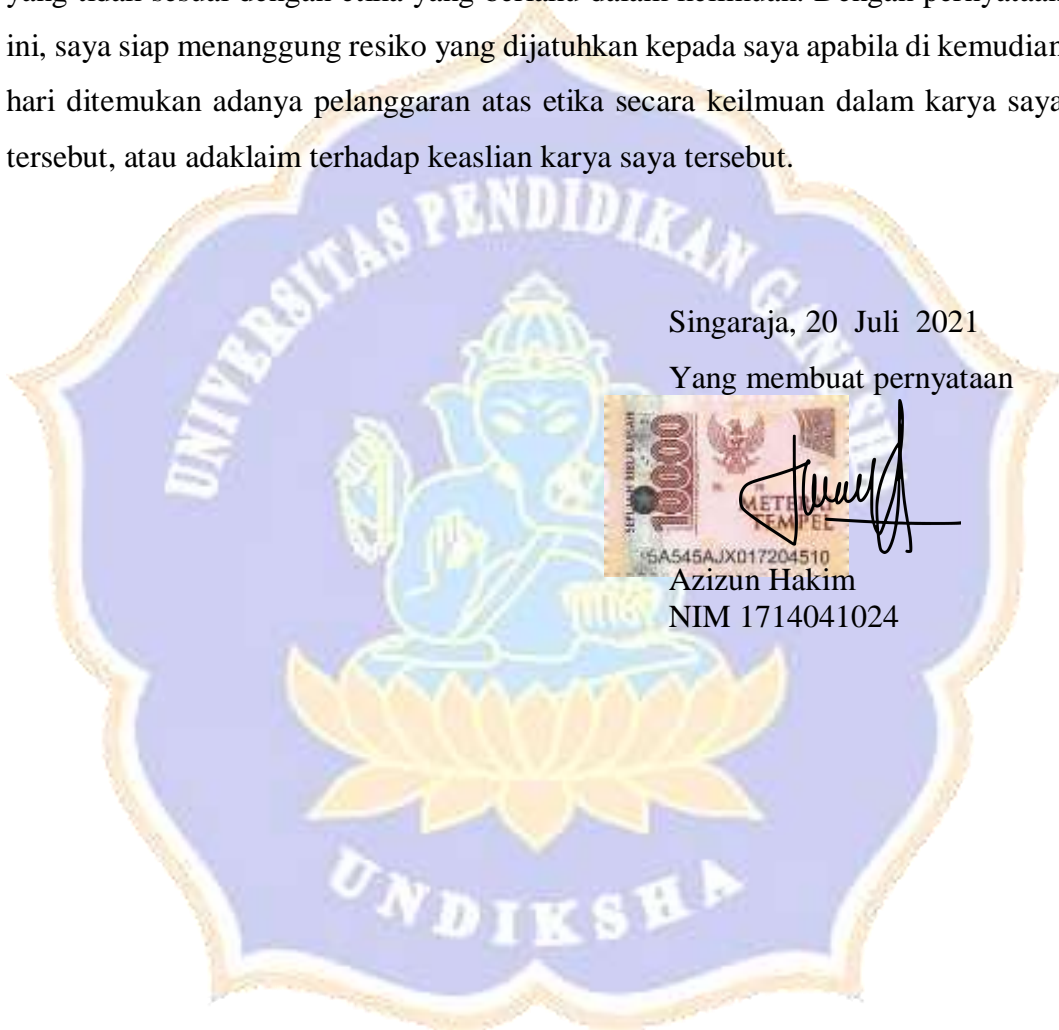 yang tidak sesuai dengan etika yang berlaku dalam keilmuan. Dengan pernyataan
ini, saya siap menanggung resiko yang dijatuhkan kepada saya apabila di kemudian
hari ditemukan adanya pelanggaran atas etika secara keilmuan dalam karya saya
tersebut, atau adaklaim terhadap keaslian karya saya tersebut.
UNIVERSITAS PENDIDIKAN GANESHA
Singaraja, 20 Juli 2021
Yang membuat pernyataan
SEPULUH RIBU RUPIAH
10000
METERAI
TEMPEL
5A545AJX017204510
Azizun Hakim
NIM 1714041024
UNDIKSHA